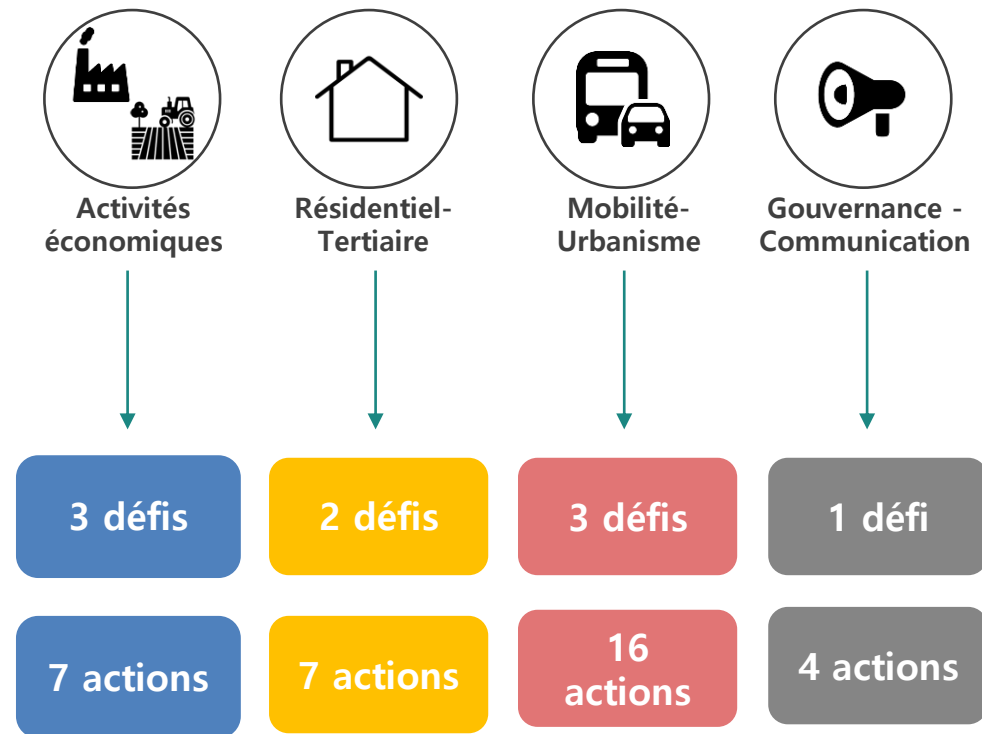 Activités
économiques
Résidentiel-
Tertiaire
Mobilité-
Urbanisme
Gouvernance -
Communication
3 défis
2 défis
3 défis
1 défi
7 actions
7 actions
16
actions
4 actions